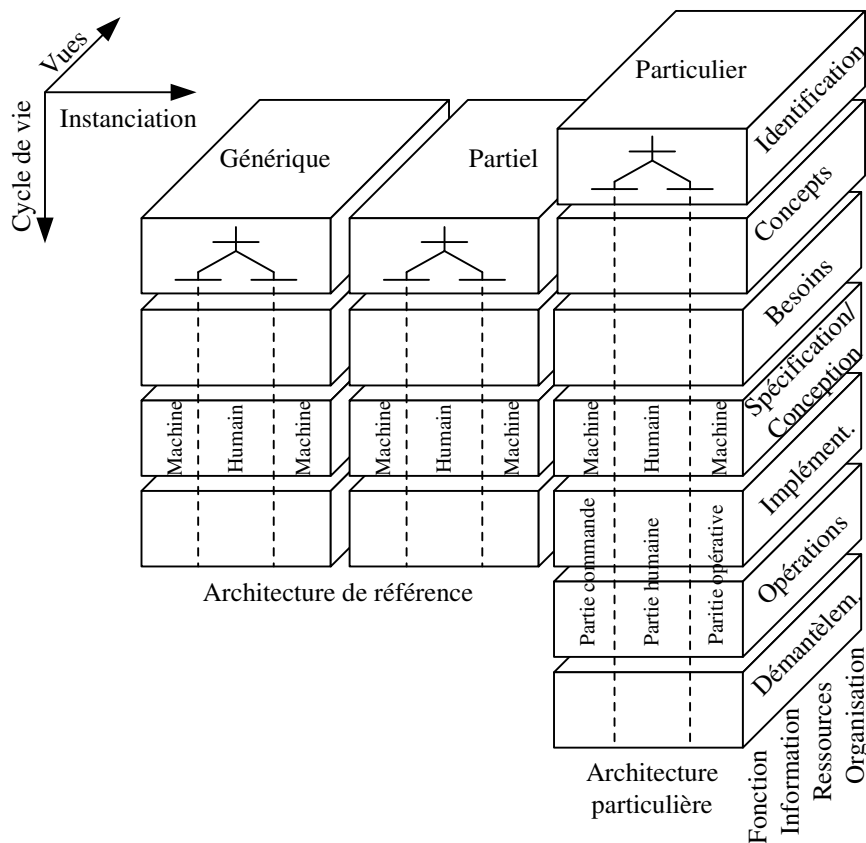 Vues
Instanciation
Cycle de vie
Générique
Partiel
Particulier
Identification
Concepts
Besoins
Spécification/
Conception
Implément.
Opérations
Démantèlem.
Machine
Humain
Machine
Machine
Humain
Machine
Machine
Humain
Machine
Partie commande
Partie humaine
Paritie opérative
Architecture de référence
Architecture
particulière
Fonction
Information
Ressources
Organisation